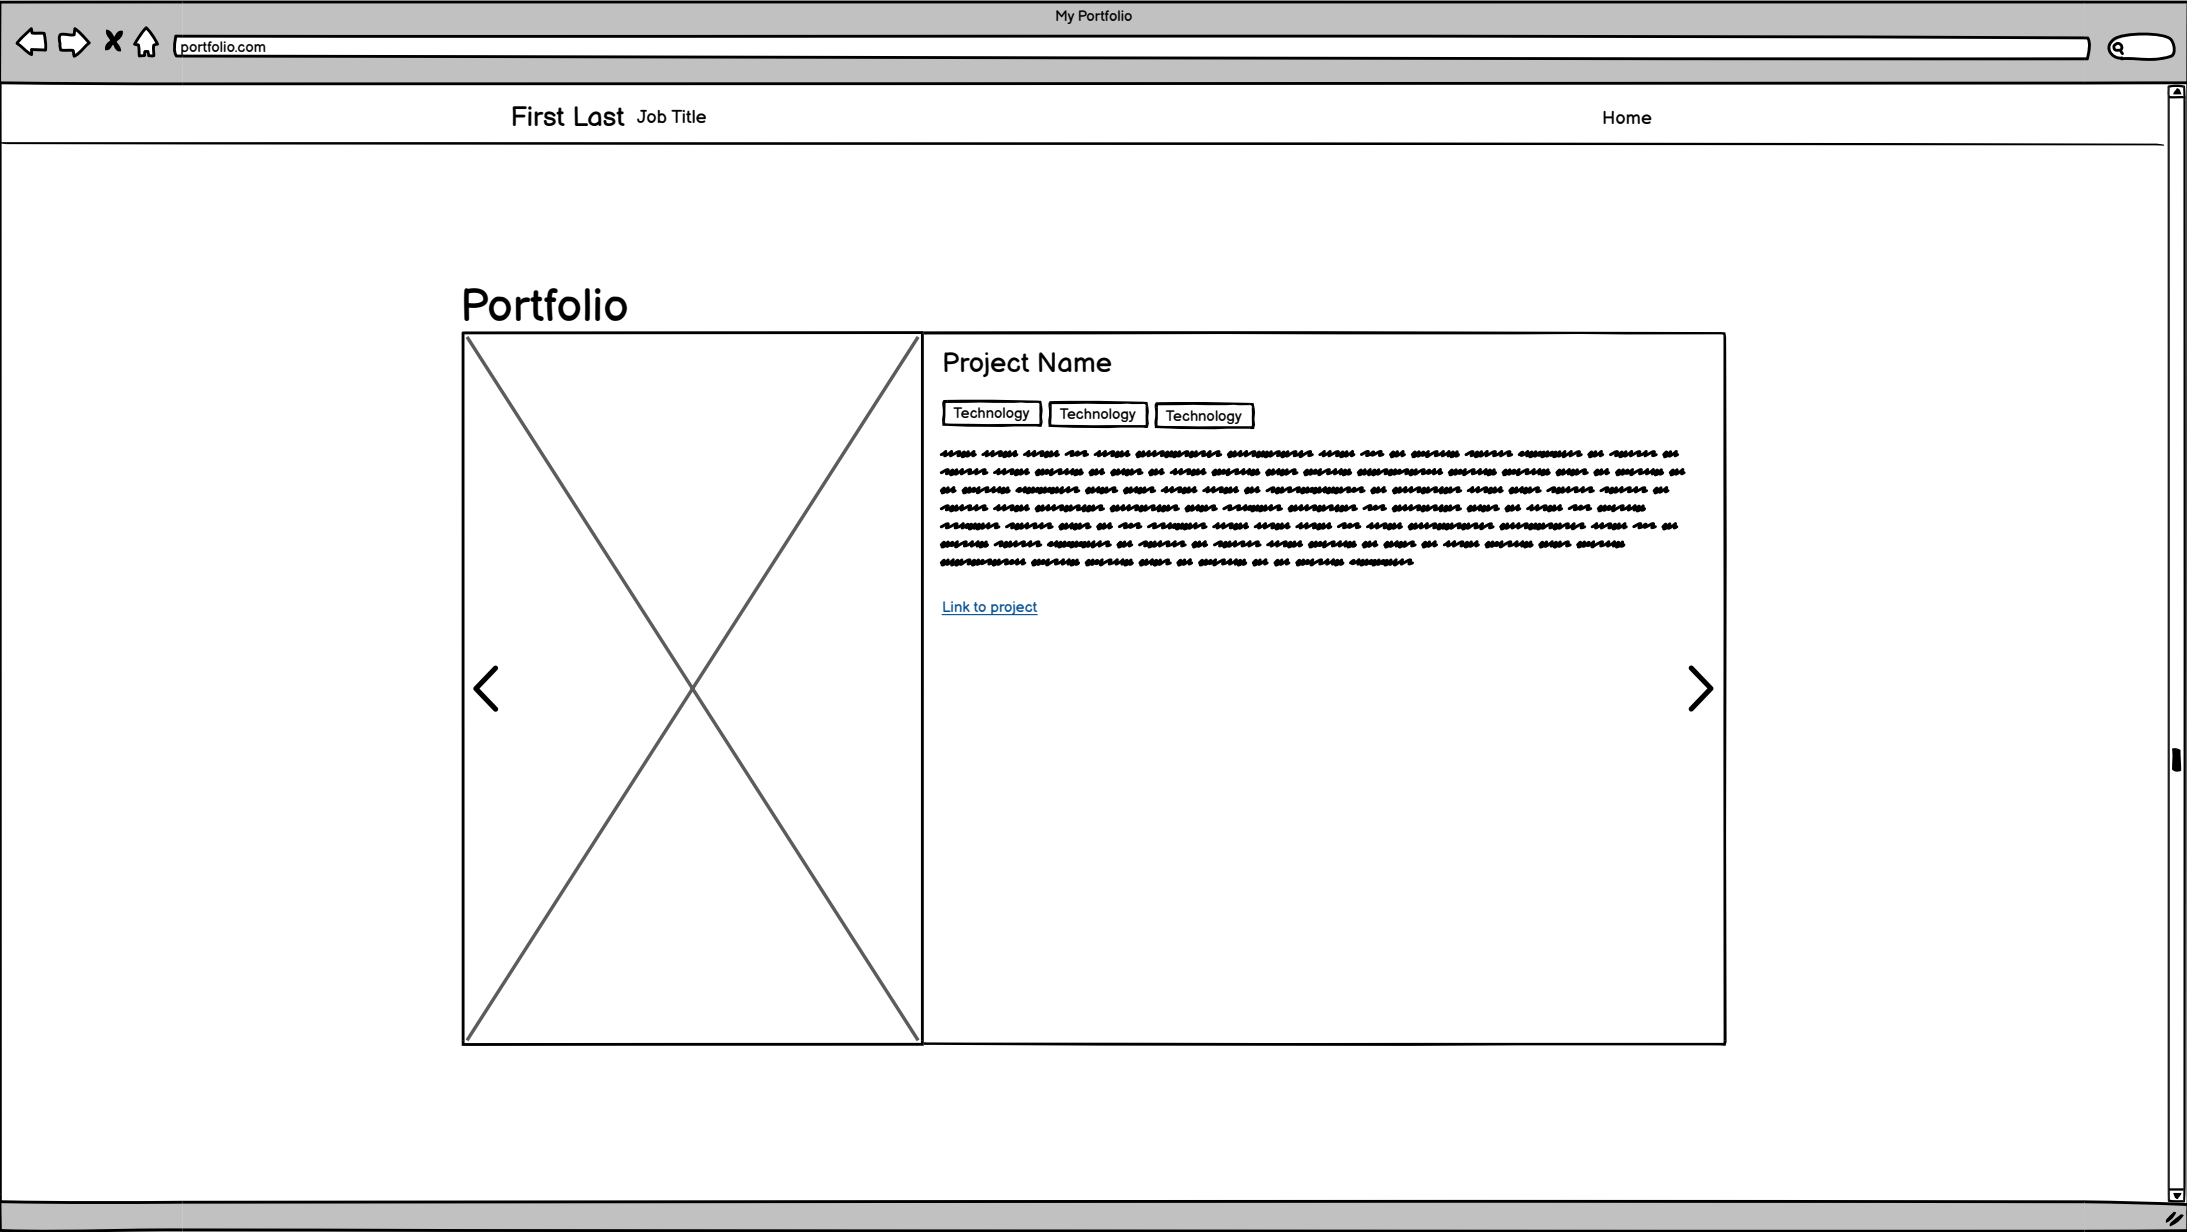 My Portfolio
portfolio.com
First Last Job Title Home
Portfolio
Project Name
Technology Technology Technology
Link to project